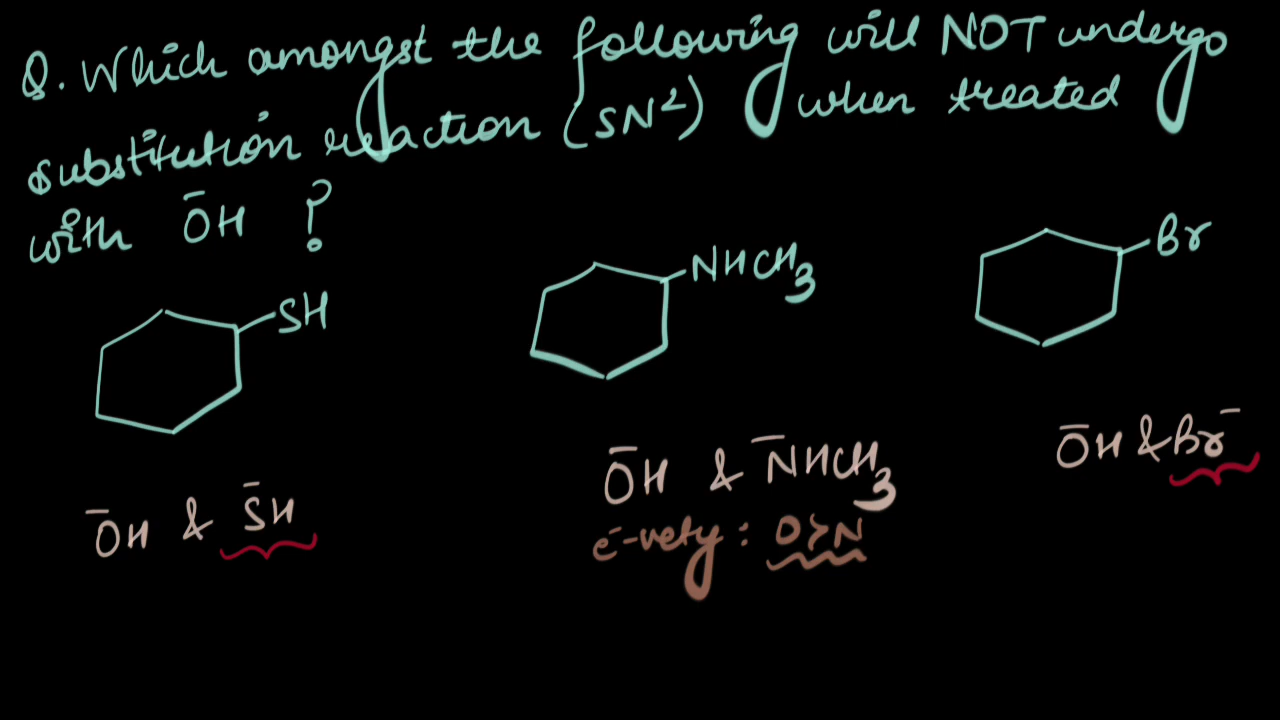 Q. Which amongst the following will NOT undergo
substitution reaction (SN²) when treated
with ŌH ?
SH
NHCH₃
Br
ŌH & S̄H
ŌH & N̄HCH₃
e⁻-vety : O>N
ŌH & Br⁻